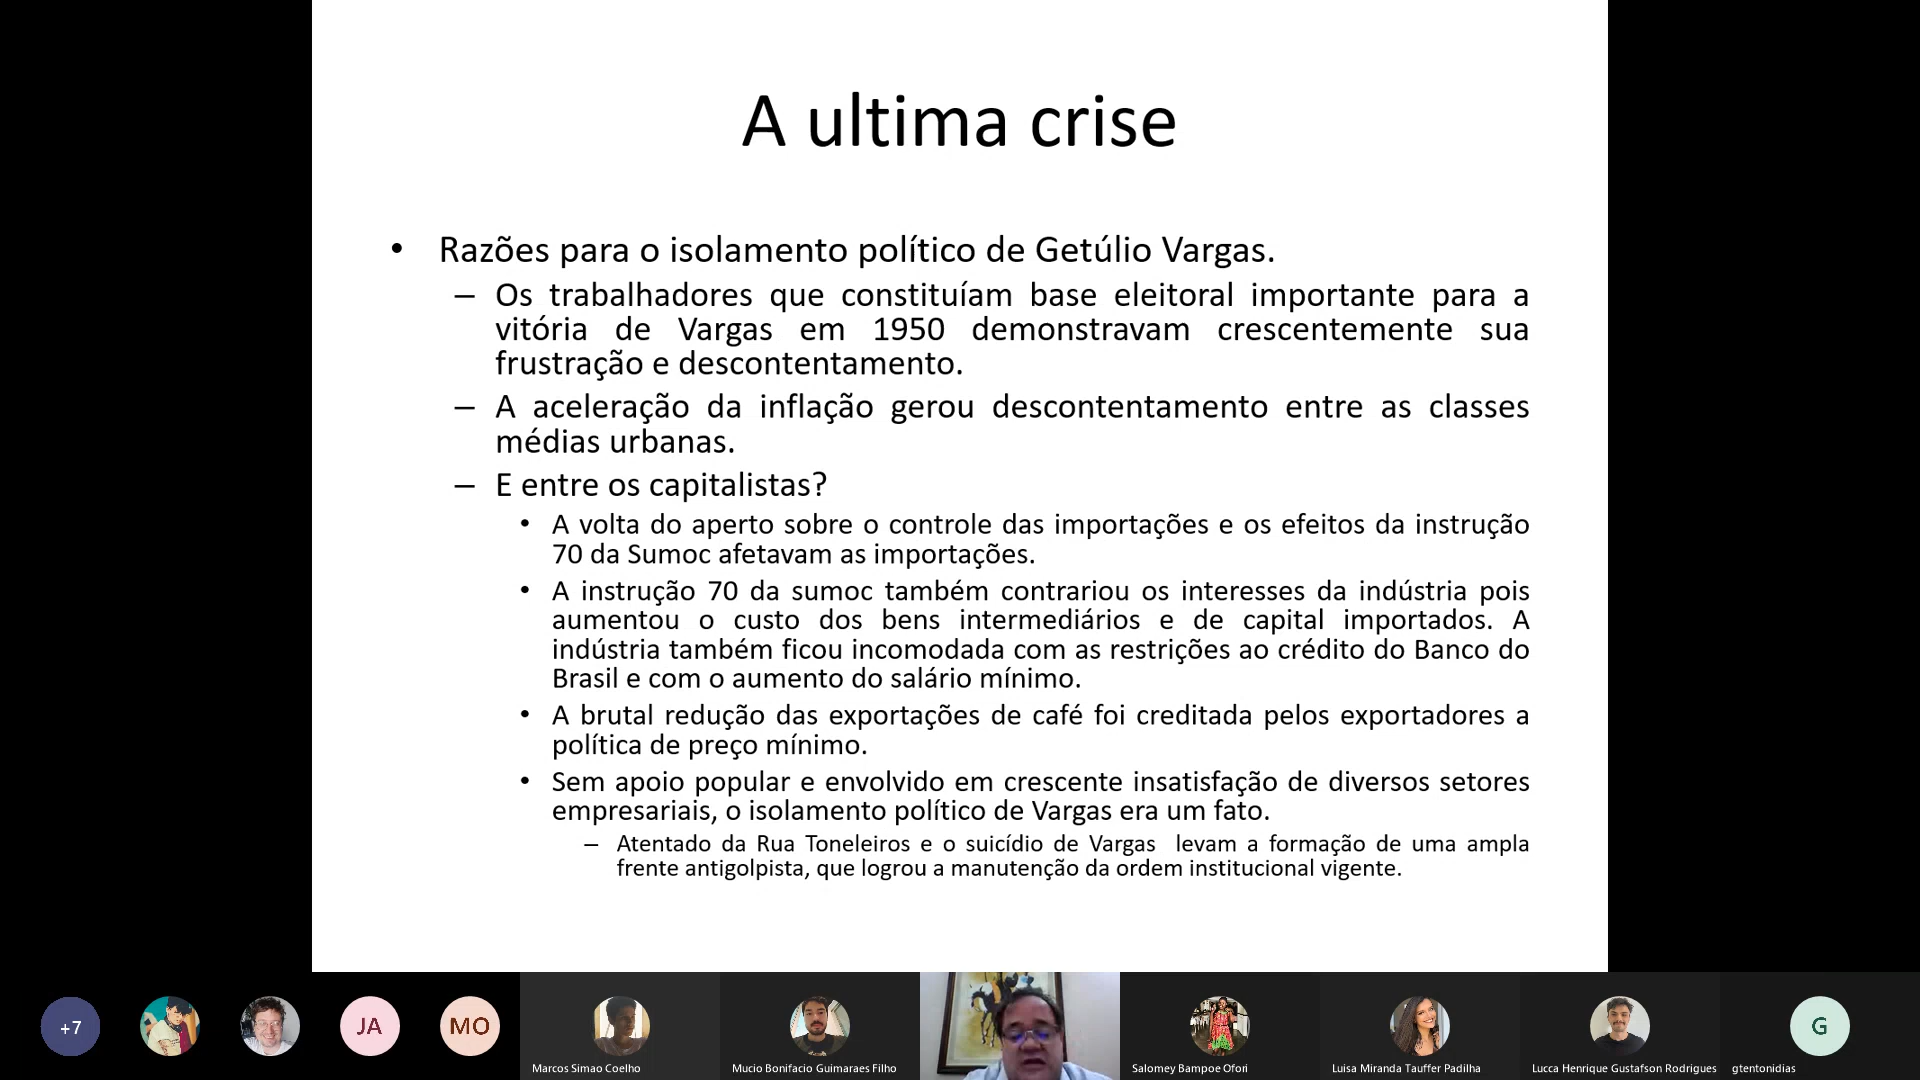 A ultima crise
• Razões para o isolamento político de Getúlio Vargas.
– Os trabalhadores que constituíam base eleitoral importante para a
vitória de Vargas em 1950 demonstravam crescentemente sua
frustração e descontentamento.
– A aceleração da inflação gerou descontentamento entre as classes
médias urbanas.
– E entre os capitalistas?
• A volta do aperto sobre o controle das importações e os efeitos da instrução
70 da Sumoc afetavam as importações.
• A instrução 70 da sumoc também contrariou os interesses da indústria pois
aumentou o custo dos bens intermediários e de capital importados. A
indústria também ficou incomodada com as restrições ao crédito do Banco do
Brasil e com o aumento do salário mínimo.
• A brutal redução das exportações de café foi creditada pelos exportadores a
política de preço mínimo.
• Sem apoio popular e envolvido em crescente insatisfação de diversos setores
empresariais, o isolamento político de Vargas era um fato.
– Atentado da Rua Toneleiros e o suicídio de Vargas levam a formação de uma ampla
frente antigolpista, que logrou a manutenção da ordem institucional vigente.
+7
JA
MO
Marcos Simao Coelho
Mucio Bonifacio Guimaraes Filho
Salomey Bampoe Ofori
Luisa Miranda Tauffer Padilha
Lucca Henrique Gustafson Rodrigues
G
gtentonidias